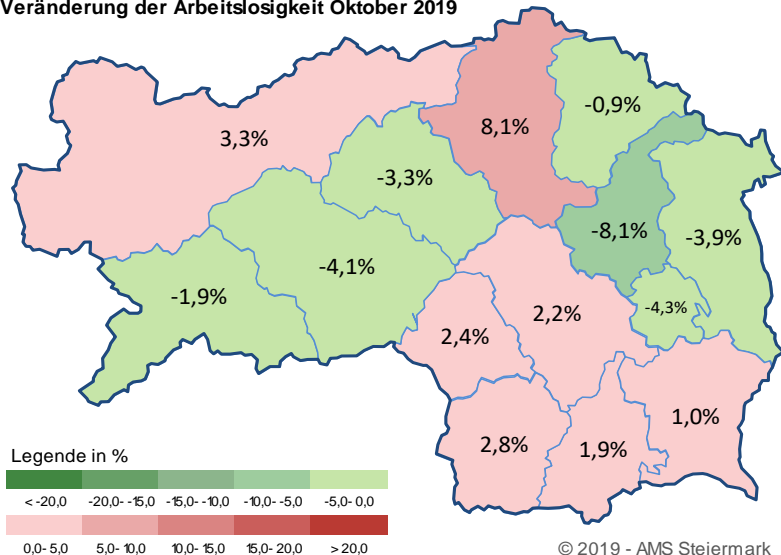 Veränderung der Arbeitslosigkeit Oktober 2019
8,1%
-0,9%
3,3%
-3,3%
-8,1%
-3,9%
-4,1%
-1,9%
-4,3%
2,2%
2,4%
1,0%
2,8%
1,9%
Legende in %
< -20,0 -20,0- -15,0 -15,0- -10,0 -10,0- -5,0 -5,0- 0,0
0,0- 5,0 5,0- 10,0 10,0- 15,0 15,0- 20,0 > 20,0
© 2019 - AMS Steiermark